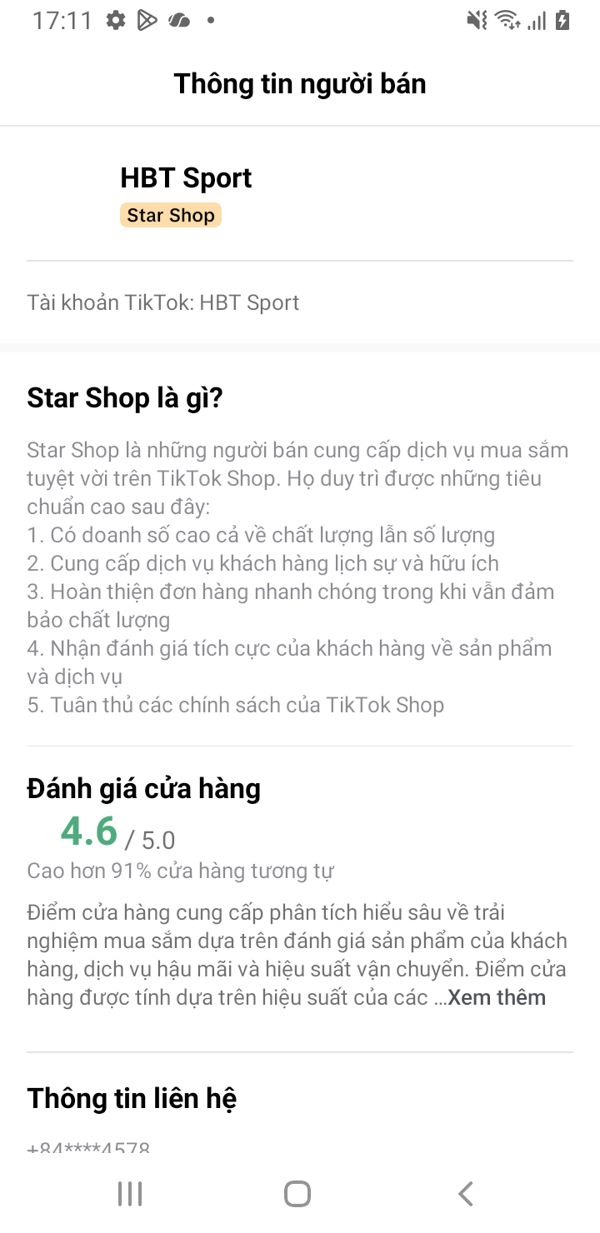 17:11
Thông tin người bán
HBT Sport
Star Shop
Tài khoản TikTok: HBT Sport
Star Shop là gì?
Star Shop là những người bán cung cấp dịch vụ mua sắm
tuyệt vời trên TikTok Shop. Họ duy trì được những tiêu
chuẩn cao sau đây:
1. Có doanh số cao cả về chất lượng lẫn số lượng
2. Cung cấp dịch vụ khách hàng lịch sự và hữu ích
3. Hoàn thiện đơn hàng nhanh chóng trong khi vẫn đảm
bảo chất lượng
4. Nhận đánh giá tích cực của khách hàng về sản phẩm
và dịch vụ
5. Tuân thủ các chính sách của TikTok Shop
Đánh giá cửa hàng
4.6 / 5.0
Cao hơn 91% cửa hàng tương tự
Điểm cửa hàng cung cấp phân tích hiểu sâu về trải
nghiệm mua sắm dựa trên đánh giá sản phẩm của khách
hàng, dịch vụ hậu mãi và hiệu suất vận chuyển. Điểm cửa
hàng được tính dựa trên hiệu suất của các ...Xem thêm
Thông tin liên hệ
+84****4578